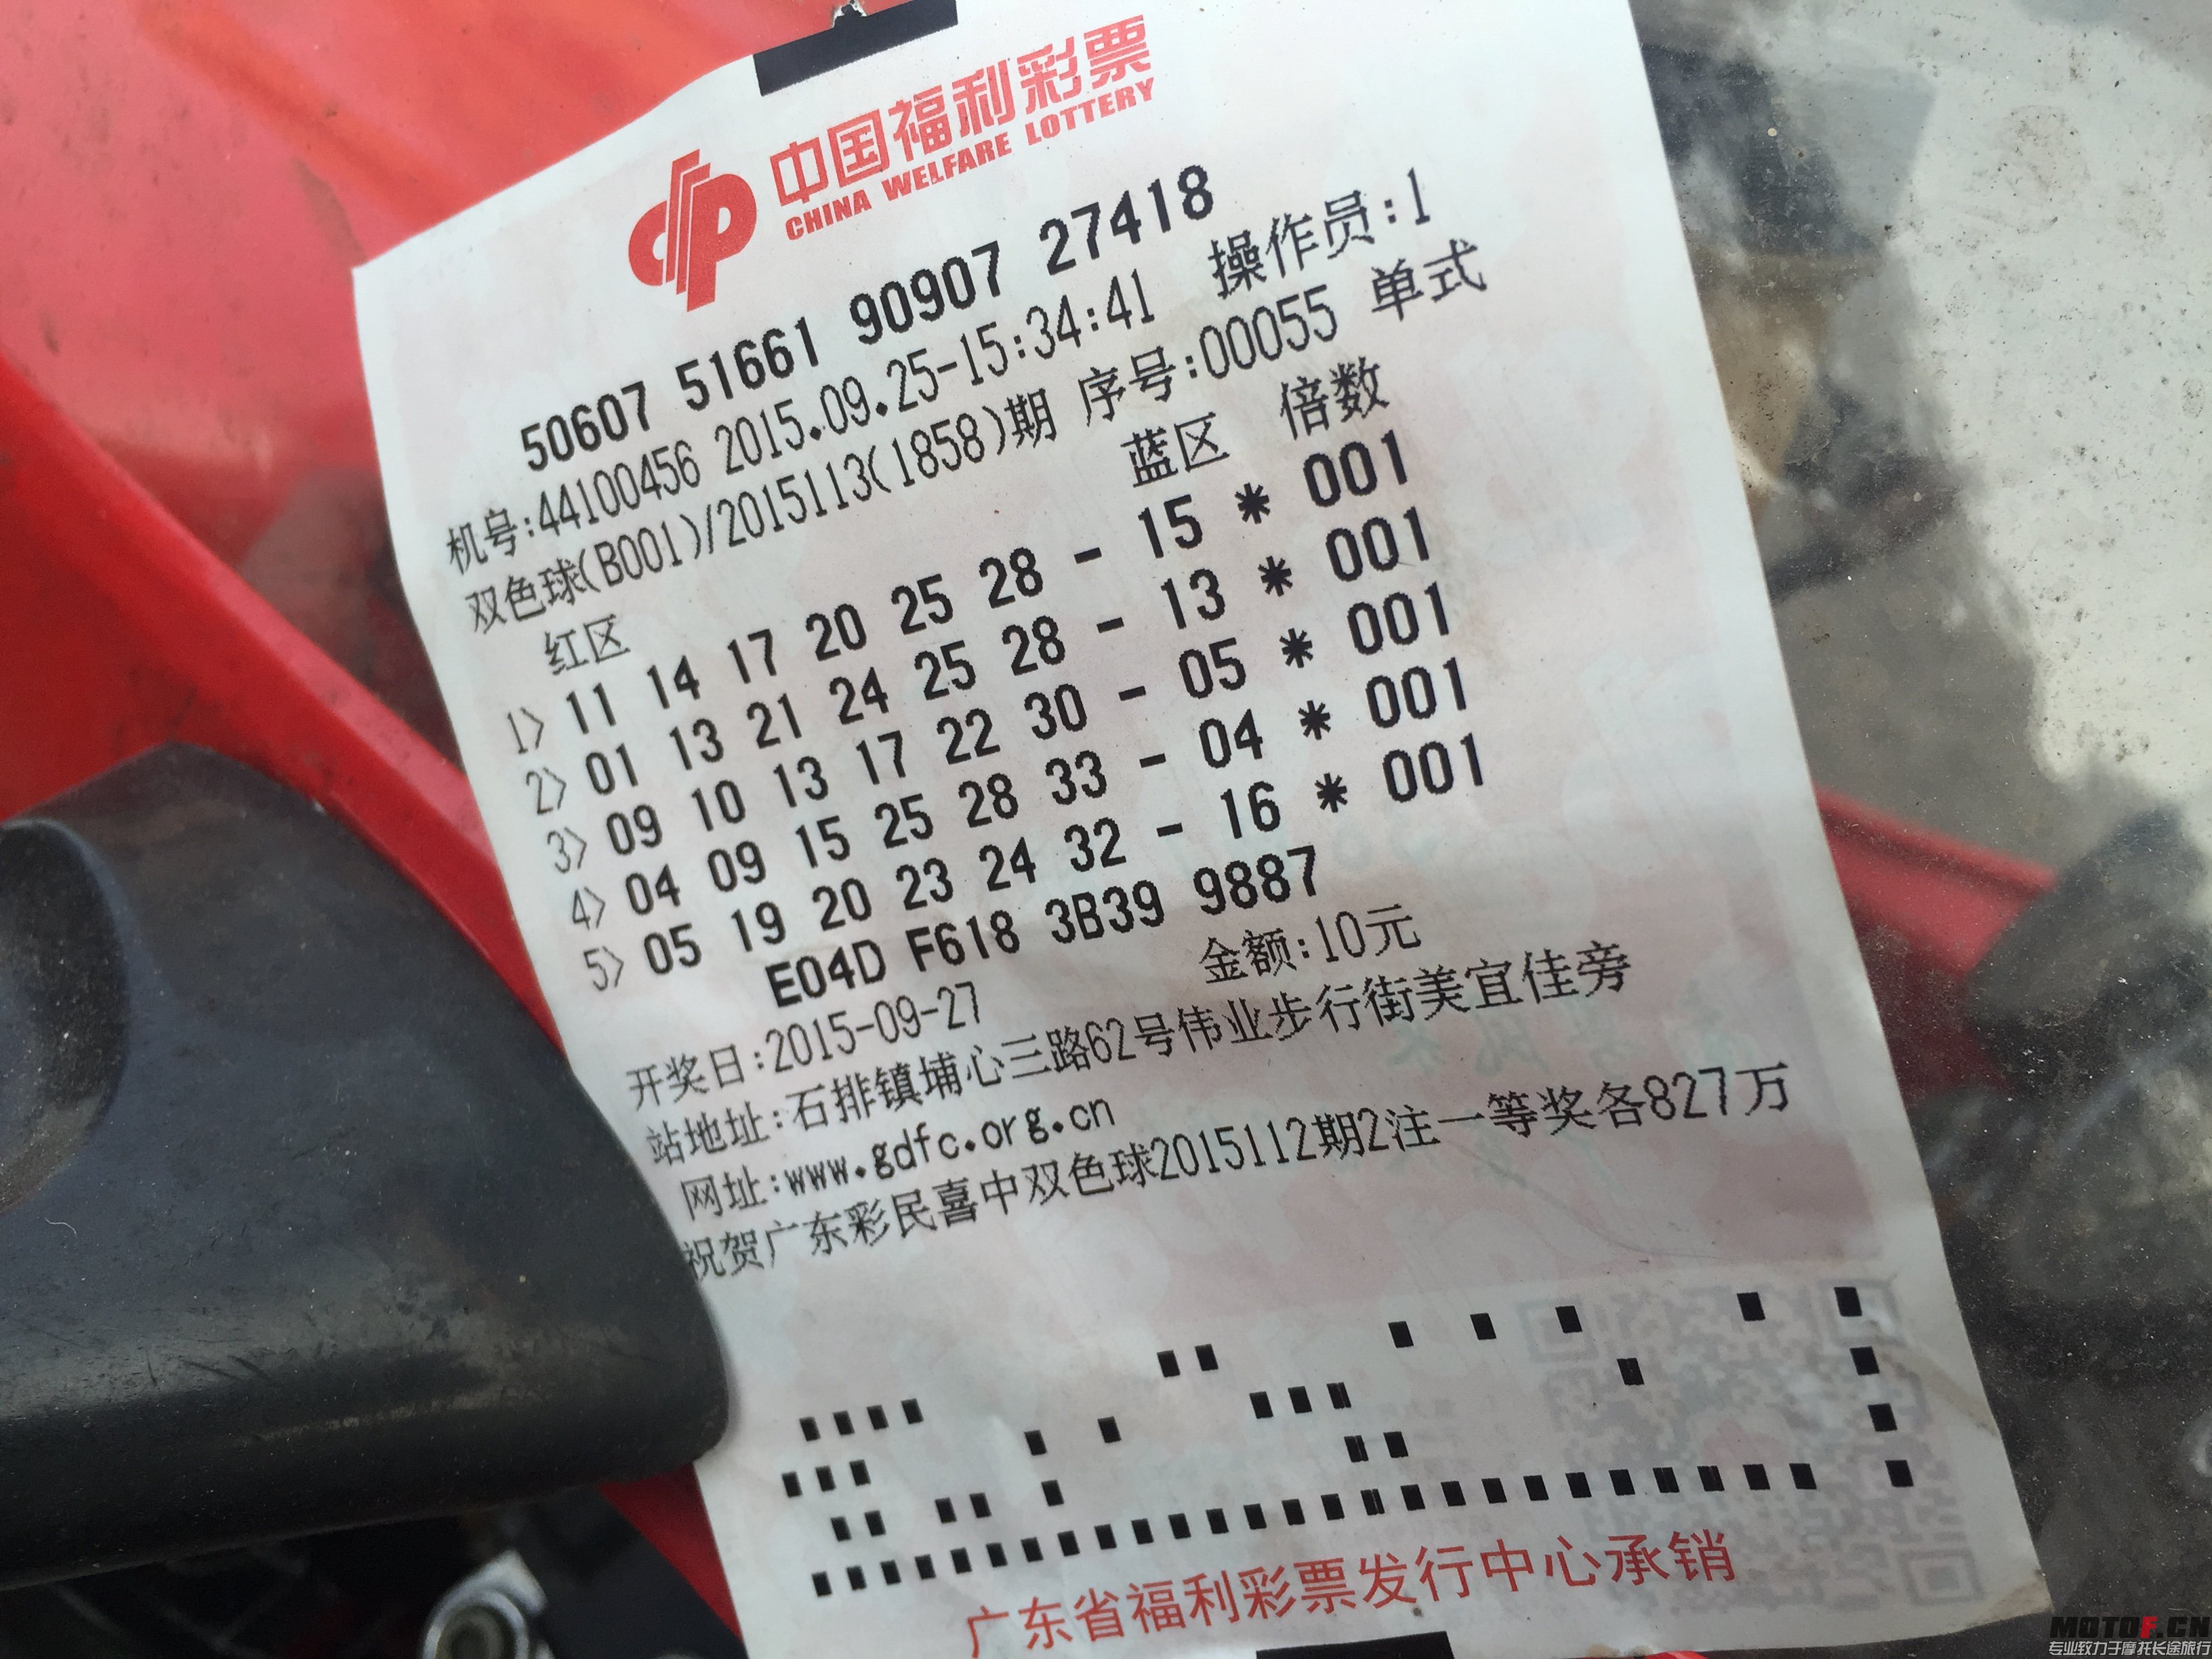 中国福利彩票
CHINA WELFARE LOTTERY
50607 51661 90907 27418
机号:44100456 2015.09.25-15:34:41 操作员:1
双色球(B001)/2015113(1858)期 序号:00055 单式
红区 蓝区 倍数
1> 11 14 17 20 25 28 - 15 * 001
2> 01 13 21 24 25 28 - 13 * 001
3> 09 10 13 17 22 30 - 05 * 001
4> 04 09 15 25 28 33 - 04 * 001
5> 05 19 20 23 24 32 - 16 * 001
E04D F618 3B39 9887
开奖日:2015-09-27 金额:10元
站地址:石排镇埔心三路62号伟业步行街美宜佳旁
网址:www.gdfc.org.cn
祝贺广东彩民喜中双色球2015112期2注一等奖各827万
广东省福利彩票发行中心承销
MOTOF.CN
专业致力于摩托长途旅行